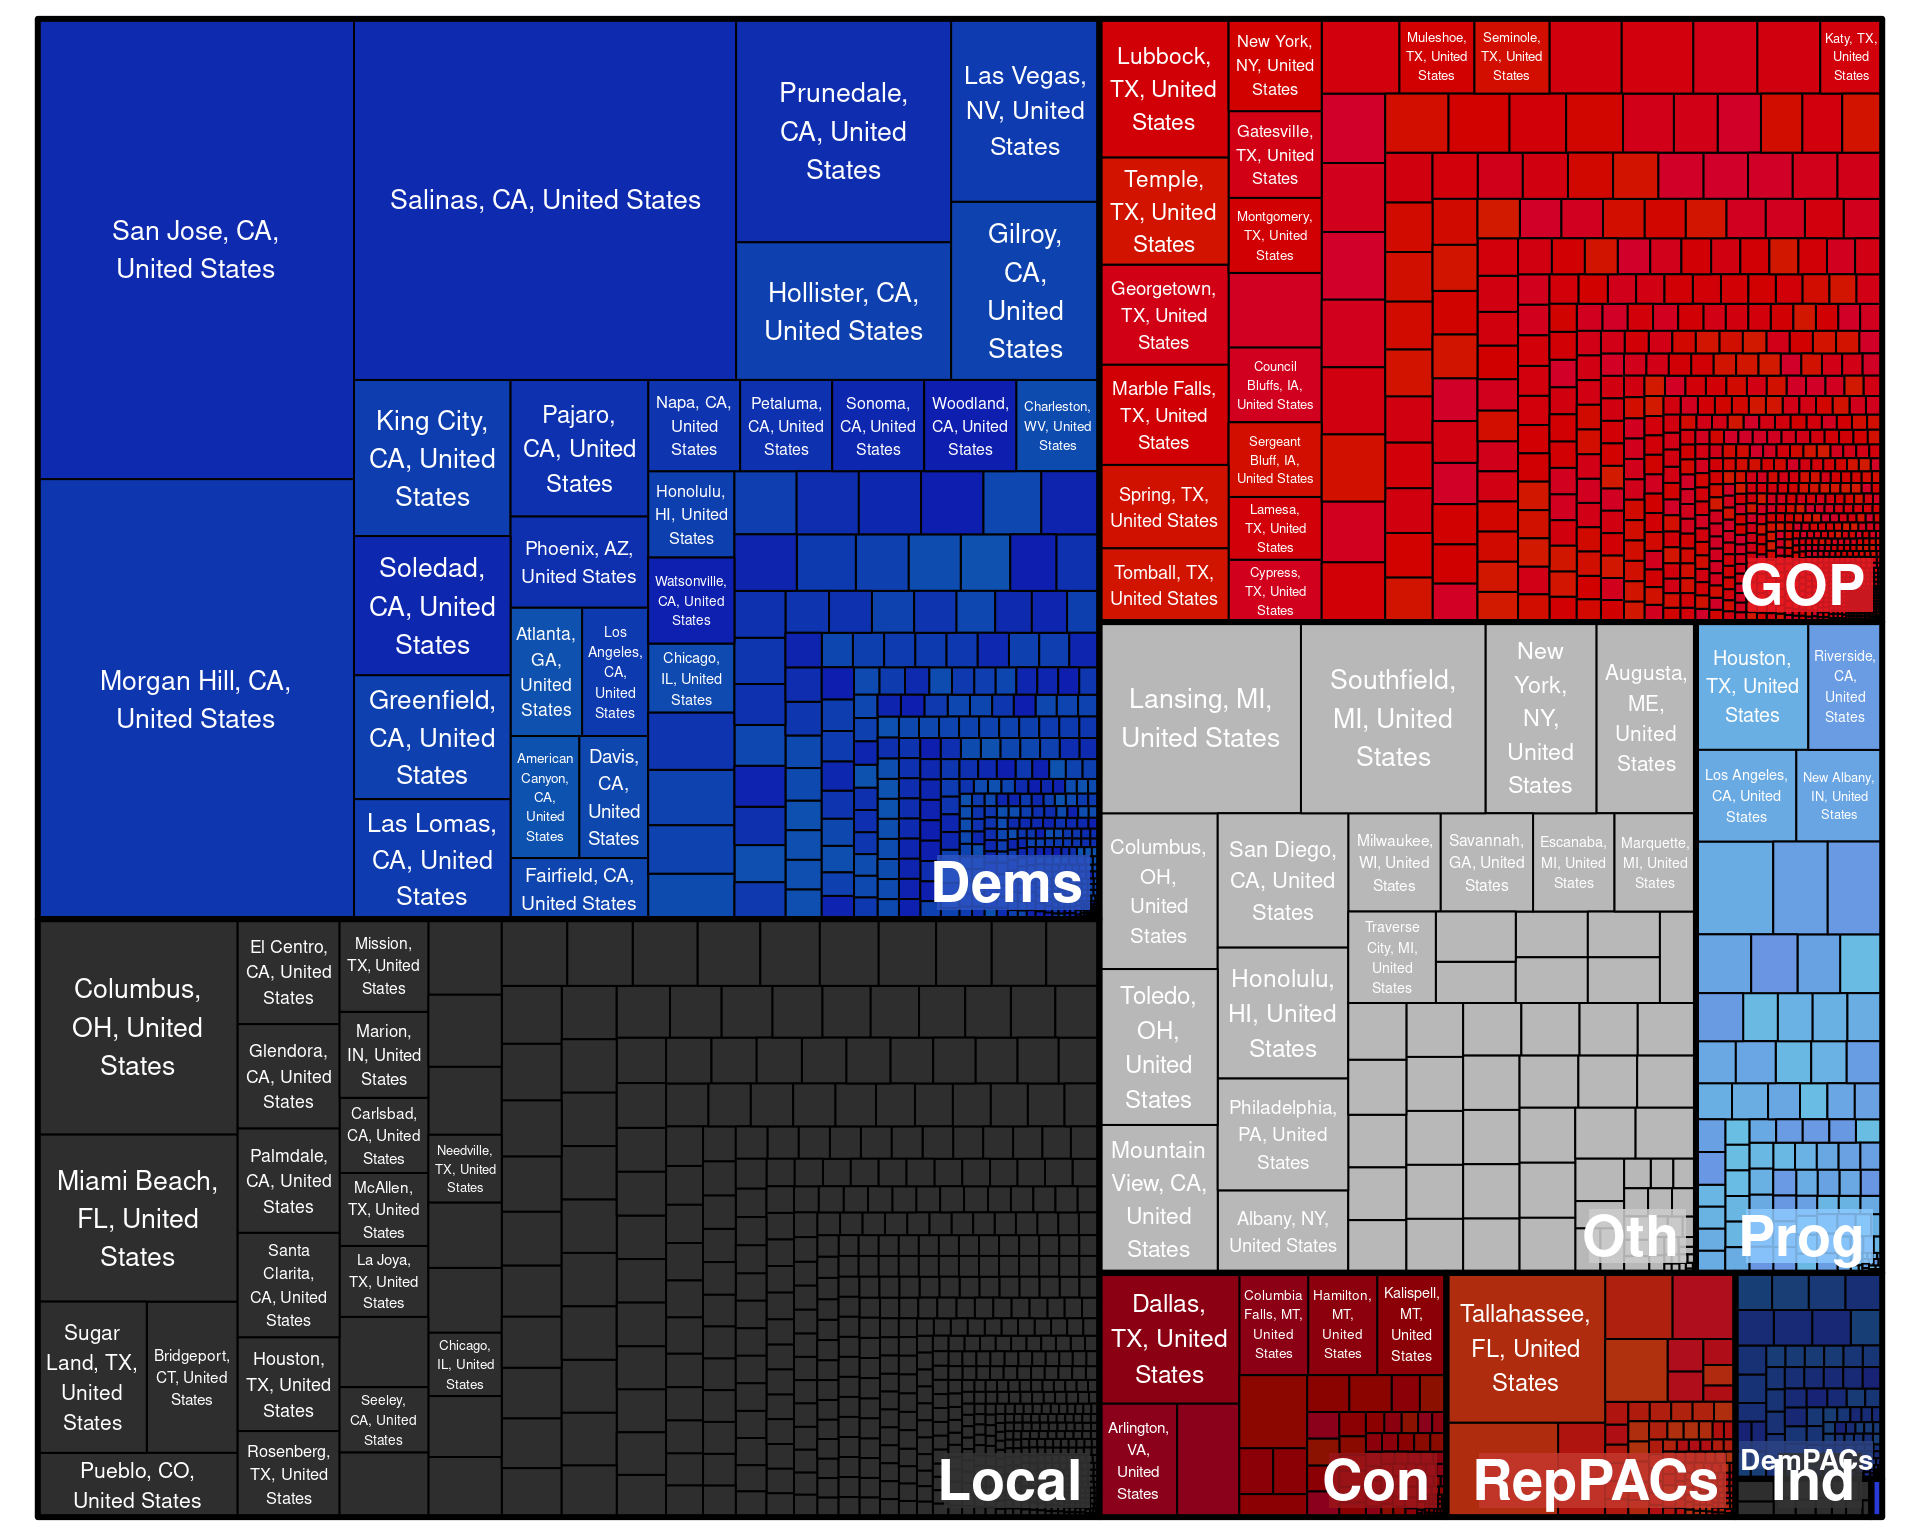 San Jose, CA,
United States
Morgan Hill, CA,
United States
Salinas, CA, United States
Prunedale,
CA, United
States
Hollister, CA,
United States
Las Vegas,
NV, United
States
Gilroy,
CA,
United
States
King City,
CA, United
States
Soledad,
CA, United
States
Greenfield,
CA, United
States
Las Lomas,
CA, United
States
Pajaro,
CA, United
States
Phoenix, AZ,
United States
Atlanta,
GA,
United
States
Los
Angeles,
CA,
United
States
American
Canyon,
CA,
United
States
Davis,
CA,
United
States
Fairfield, CA,
United States
Napa, CA,
United
States
Petaluma,
CA, United
States
Sonoma,
CA, United
States
Woodland,
CA, United
States
Charleston,
WV, United
States
Honolulu,
HI, United
States
Watsonville,
CA, United
States
Chicago,
IL, United
States
Dems
Lubbock,
TX, United
States
Temple,
TX, United
States
Georgetown,
TX, United
States
Marble Falls,
TX, United
States
Spring, TX,
United States
Tomball, TX,
United States
New York,
NY, United
States
Gatesville,
TX, United
States
Montgomery,
TX, United
States
Council
Bluffs, IA,
United States
Sergeant
Bluff, IA,
United States
Lamesa,
TX, United
States
Cypress,
TX, United
States
Muleshoe,
TX, United
States
Seminole,
TX, United
States
Katy, TX,
United
States
GOP
Lansing, MI,
United States
Southfield,
MI, United
States
New
York,
NY,
United
States
Augusta,
ME,
United
States
Columbus,
OH,
United
States
Toledo,
OH,
United
States
Mountain
View, CA,
United
States
San Diego,
CA, United
States
Honolulu,
HI, United
States
Philadelphia,
PA, United
States
Albany, NY,
United States
Milwaukee,
WI, United
States
Savannah,
GA, United
States
Escanaba,
MI, United
States
Marquette,
MI, United
States
Traverse
City, MI,
United
States
Oth
Houston,
TX, United
States
Riverside,
CA,
United
States
Los Angeles,
CA, United
States
New Albany,
IN, United
States
Prog
Columbus,
OH, United
States
Miami Beach,
FL, United
States
Sugar
Land, TX,
United
States
Bridgeport,
CT, United
States
Pueblo, CO,
United States
El Centro,
CA, United
States
Glendora,
CA, United
States
Palmdale,
CA, United
States
Santa
Clarita,
CA, United
States
Houston,
TX, United
States
Rosenberg,
TX, United
States
Mission,
TX, United
States
Marion,
IN, United
States
Carlsbad,
CA, United
States
McAllen,
TX, United
States
La Joya,
TX, United
States
Seeley,
CA, United
States
Needville,
TX, United
States
Chicago,
IL, United
States
Local
Dallas,
TX, United
States
Arlington,
VA,
United
States
Columbia
Falls, MT,
United
States
Hamilton,
MT,
United
States
Kalispell,
MT,
United
States
Con
Tallahassee,
FL, United
States
RepPACs
DemPACs
Ind